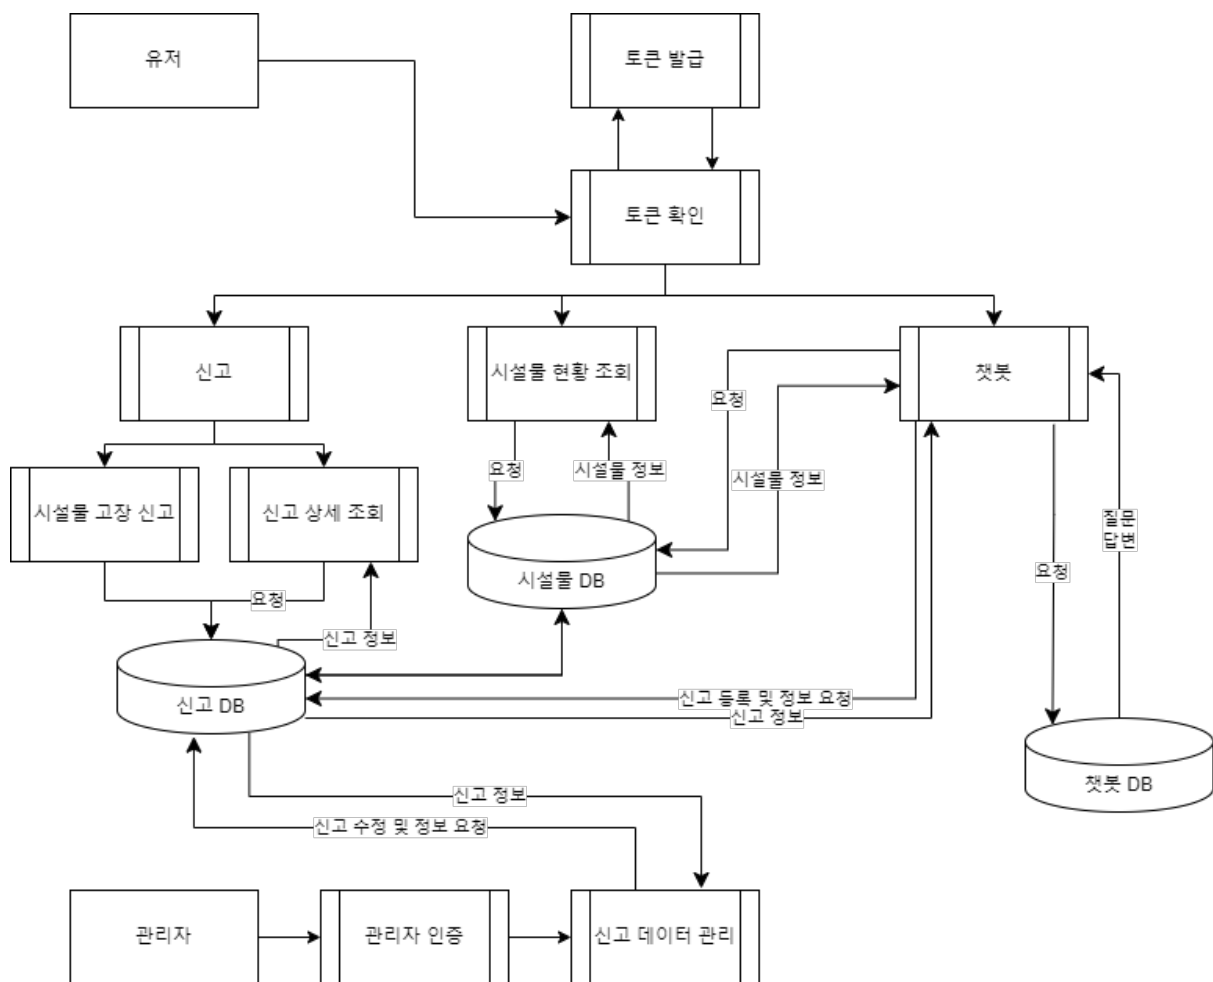 유저
토큰 발급
토큰 확인
신고
시설물 현황 조회
챗봇
요청
요청
시설물 정보
시설물 정보
시설물 고장 신고
신고 상세 조회
질문
답변
시설물 DB
요청
요청
신고 정보
신고 DB
신고 등록 및 정보 요청
신고 정보
챗봇 DB
신고 정보
신고 수정 및 정보 요청
관리자
관리자 인증
신고 데이터 관리